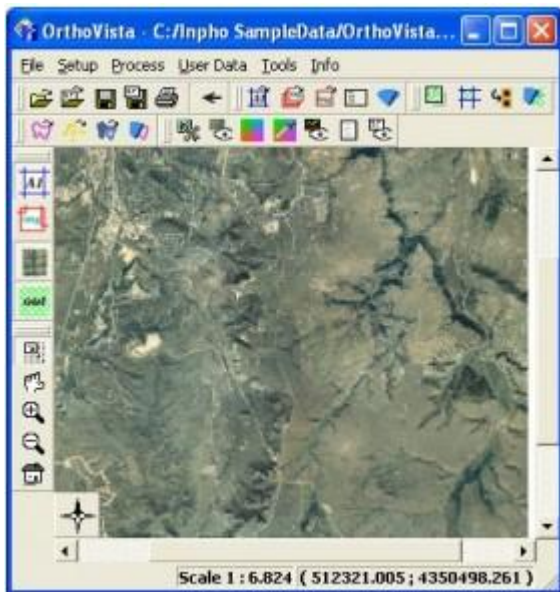 OrthoVista - C:/Inpho SampleData/OrthoVista...
File Setup Process User Data Tools Info
Scale 1 : 6.824 ( 512321.005 ; 4350498.261 )